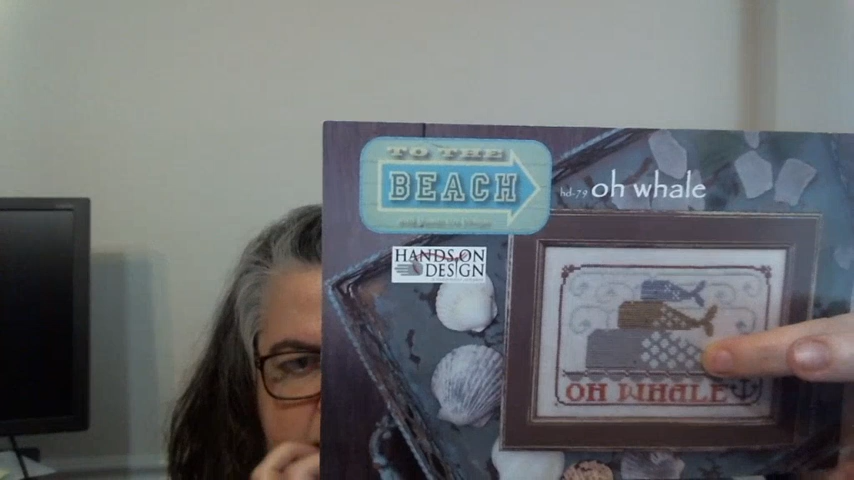 TO THE
BEACH
hd-79 oh whale
HANDS ON
DESIGN
OH WHALE